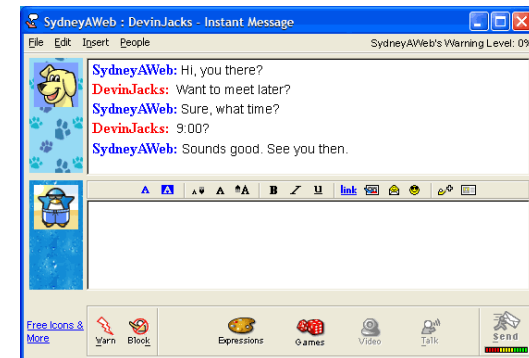 SydneyAWeb : DevinJacks - Instant Message
File Edit Insert People SydneyAWeb's Warning Level: 0%
SydneyAWeb: Hi, you there?
DevinJacks: Want to meet later?
SydneyAWeb: Sure, what time?
DevinJacks: 9:00?
SydneyAWeb: Sounds good. See you then.
A A A A A B I U link
Free Icons & More
Warn Block Expressions Games Video Talk Send